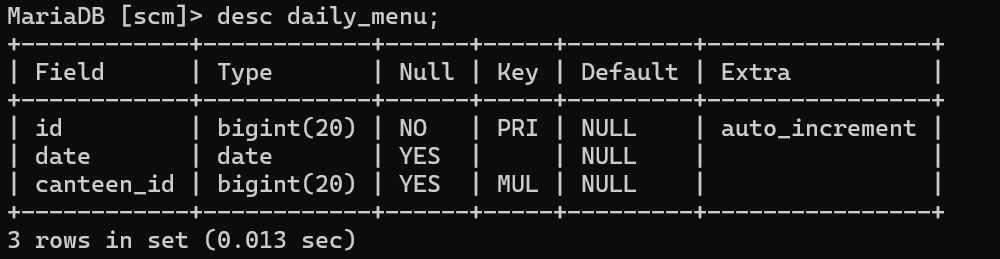 MariaDB [scm]> desc daily_menu;
+------------+------------+------+-----+---------+----------------+
| Field      | Type       | Null | Key | Default | Extra          |
+------------+------------+------+-----+---------+----------------+
| id         | bigint(20) | NO   | PRI | NULL    | auto_increment |
| date       | date       | YES  |     | NULL    |                |
| canteen_id | bigint(20) | YES  | MUL | NULL    |                |
+------------+------------+------+-----+---------+----------------+
3 rows in set (0.013 sec)